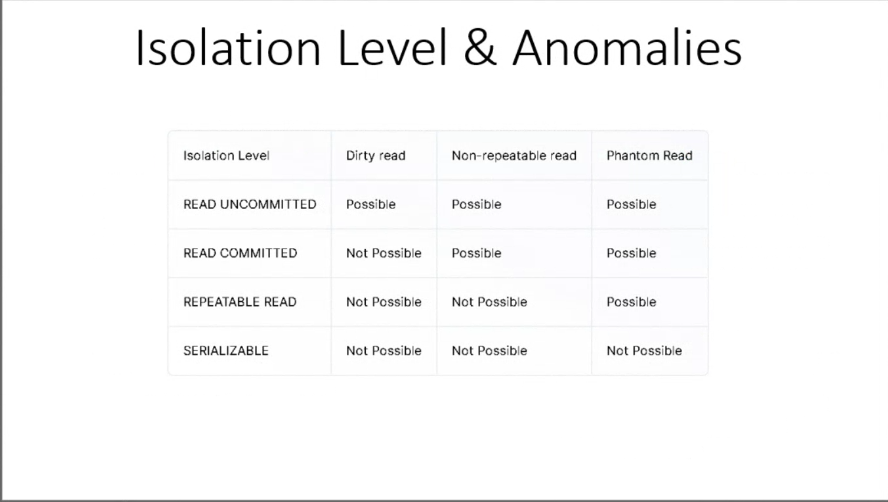 Isolation Level & Anomalies
Isolation Level Dirty read Non-repeatable read Phantom Read
READ UNCOMMITTED Possible Possible Possible
READ COMMITTED Not Possible Possible Possible
REPEATABLE READ Not Possible Not Possible Possible
SERIALIZABLE Not Possible Not Possible Not Possible